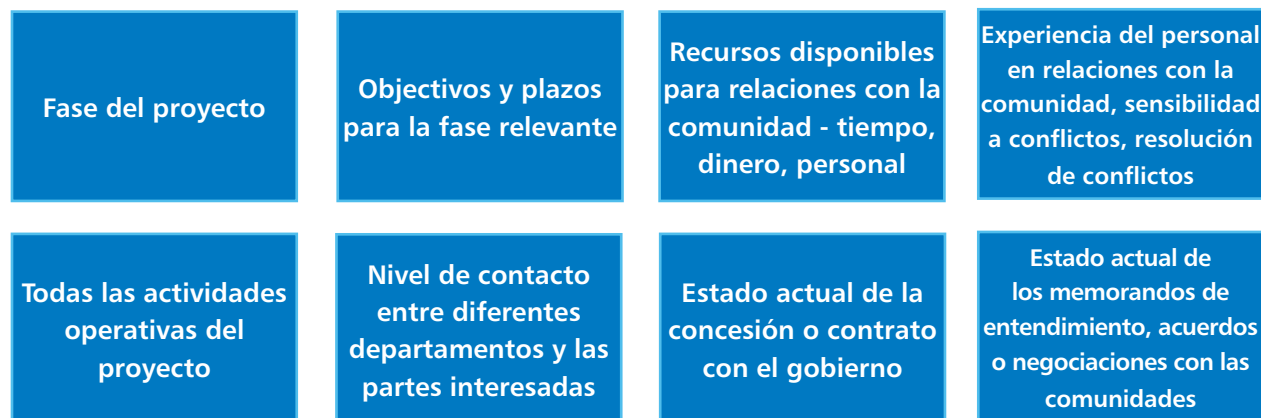 Fase del proyecto
Objectivos y plazos
para la fase relevante
Recursos disponibles
para relaciones con la
comunidad - tiempo,
dinero, personal
Experiencia del personal
en relaciones con la
comunidad, sensibilidad
a conflictos, resolución
de conflictos
Todas las actividades
operativas del
proyecto
Nivel de contacto
entre diferentes
departamentos y las
partes interesadas
Estado actual de la
concesión o contrato
con el gobierno
Estado actual de
los memorandos de
entendimiento, acuerdos
o negociaciones con las
comunidades